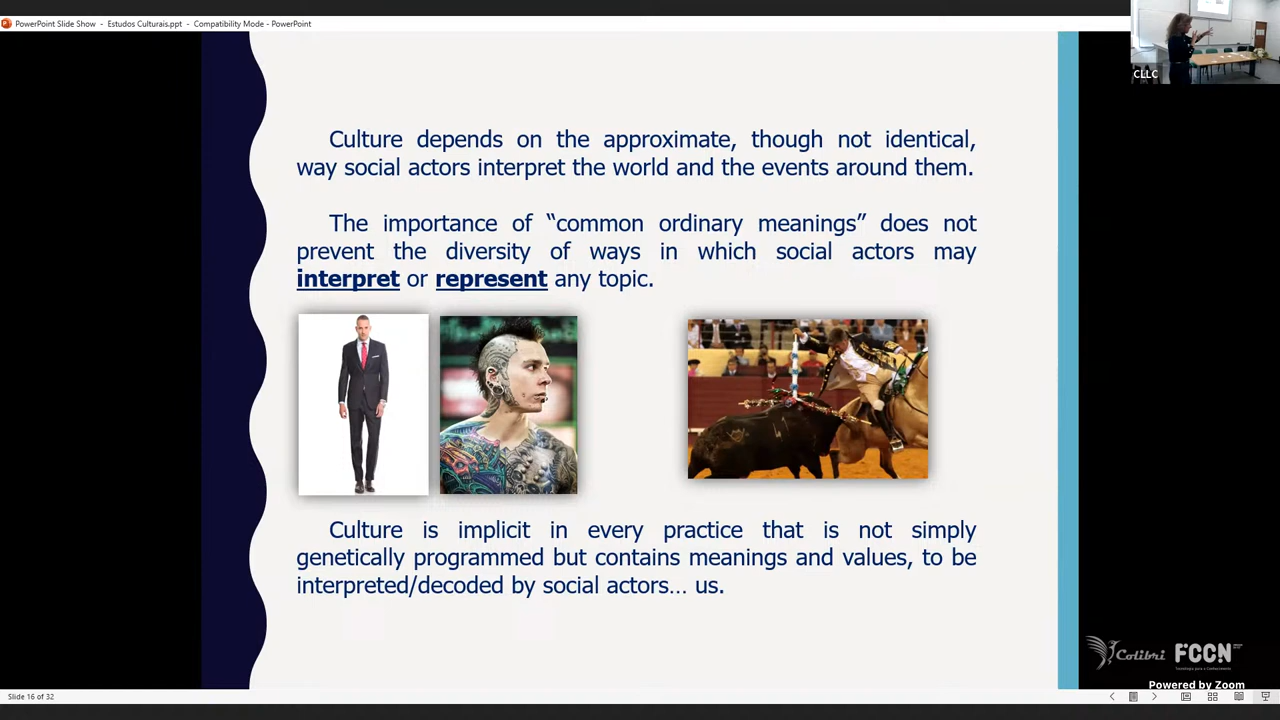 PowerPoint Slide Show - Estudos Culturais.ppt - Compatibility Mode - PowerPoint
CLLC
Culture depends on the approximate, though not identical,
way social actors interpret the world and the events around them.
The importance of “common ordinary meanings” does not
prevent the diversity of ways in which social actors may
interpret or represent any topic.
Culture is implicit in every practice that is not simply
genetically programmed but contains meanings and values, to be
interpreted/decoded by social actors… us.
Colibri FCCN
Powered by Zoom
Slide 16 of 32